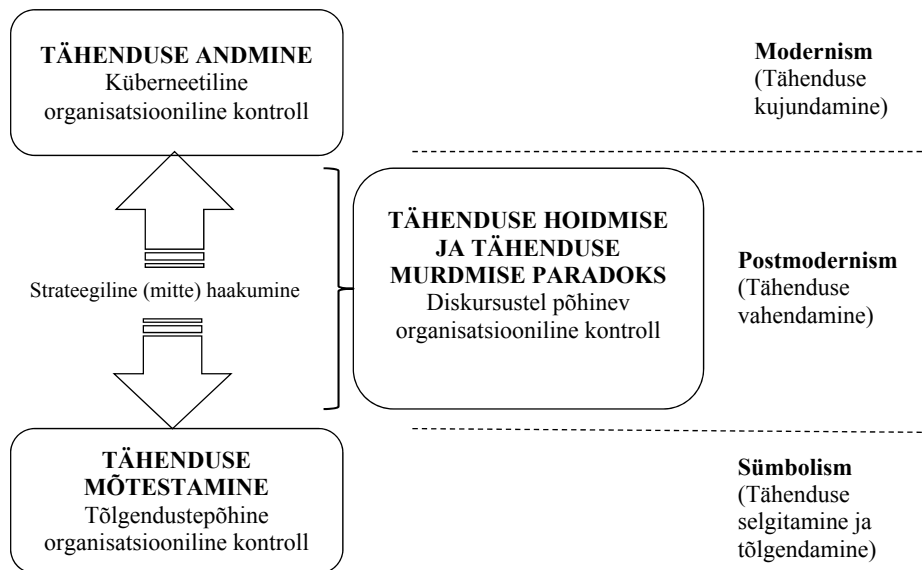 TÄHENDUSE ANDMINE
Küberneetiline
organisatsiooniline kontroll
Modernism
(Tähenduse
kujundamine)
TÄHENDUSE HOIDMISE
JA TÄHENDUSE
MURDMISE PARADOKS
Diskursustel põhinev
organisatsiooniline kontroll
Strateegiline (mitte) haakumine
Postmodernism
(Tähenduse
vahendamine)
TÄHENDUSE
MÕTESTAMINE
Tõlgendustepõhine
organisatsiooniline kontroll
Sümbolism
(Tähenduse
selgitamine ja
tõlgendamine)